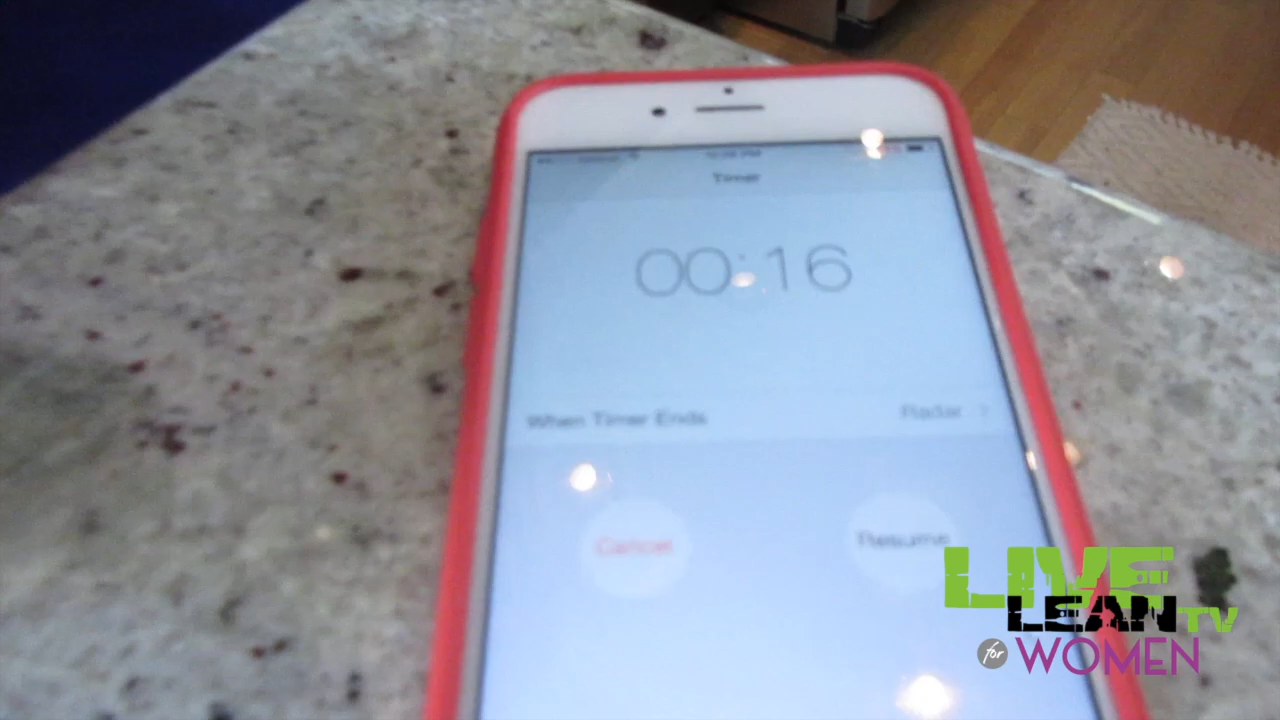 Timer
00:16
When Timer Ends Radar >
Cancel Resume
LIVE
LEAN TV
for WOMEN